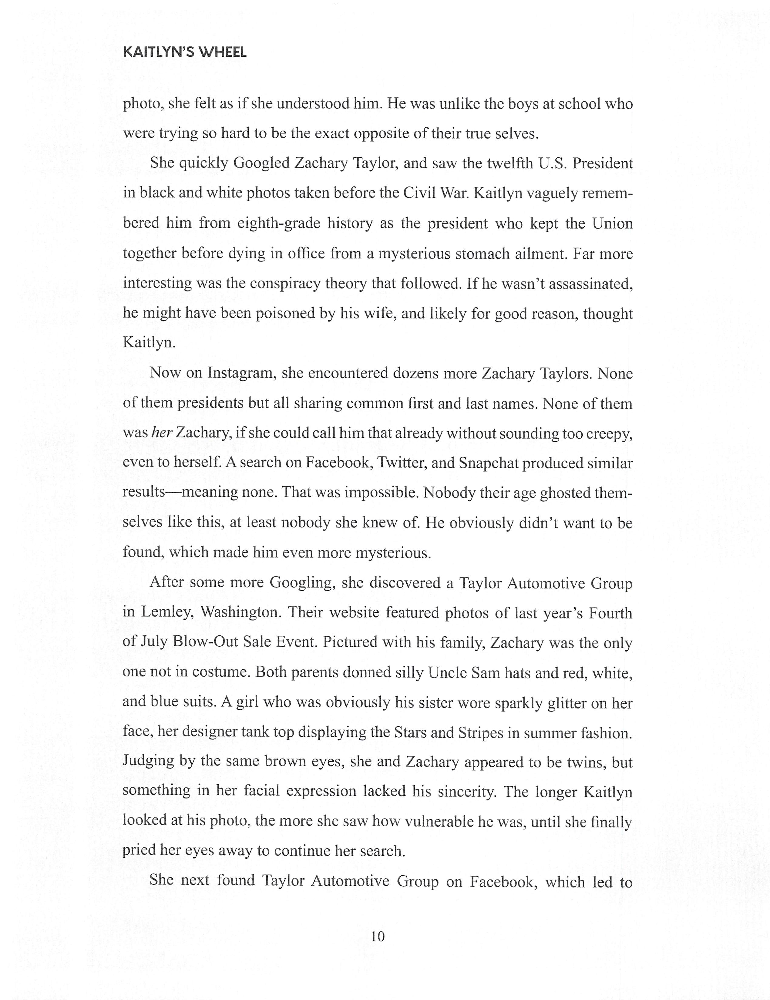 KAITLYN'S WHEEL
photo, she felt as if she understood him. He was unlike the boys at school who
were trying so hard to be the exact opposite of their true selves.
She quickly Googled Zachary Taylor, and saw the twelfth U.S. President
in black and white photos taken before the Civil War. Kaitlyn vaguely remem-
bered him from eighth-grade history as the president who kept the Union
together before dying in office from a mysterious stomach ailment. Far more
interesting was the conspiracy theory that followed. If he wasn't assassinated,
he might have been poisoned by his wife, and likely for good reason, thought
Kaitlyn.
Now on Instagram, she encountered dozens more Zachary Taylors. None
of them presidents but all sharing common first and last names. None of them
was her Zachary, if she could call him that already without sounding too creepy,
even to herself. A search on Facebook, Twitter, and Snapchat produced similar
results—meaning none. That was impossible. Nobody their age ghosted them-
selves like this, at least nobody she knew of. He obviously didn't want to be
found, which made him even more mysterious.
After some more Googling, she discovered a Taylor Automotive Group
in Lemley, Washington. Their website featured photos of last year's Fourth
of July Blow-Out Sale Event. Pictured with his family, Zachary was the only
one not in costume. Both parents donned silly Uncle Sam hats and red, white,
and blue suits. A girl who was obviously his sister wore sparkly glitter on her
face, her designer tank top displaying the Stars and Stripes in summer fashion.
Judging by the same brown eyes, she and Zachary appeared to be twins, but
something in her facial expression lacked his sincerity. The longer Kaitlyn
looked at his photo, the more she saw how vulnerable he was, until she finally
pried her eyes away to continue her search.
She next found Taylor Automotive Group on Facebook, which led to
10